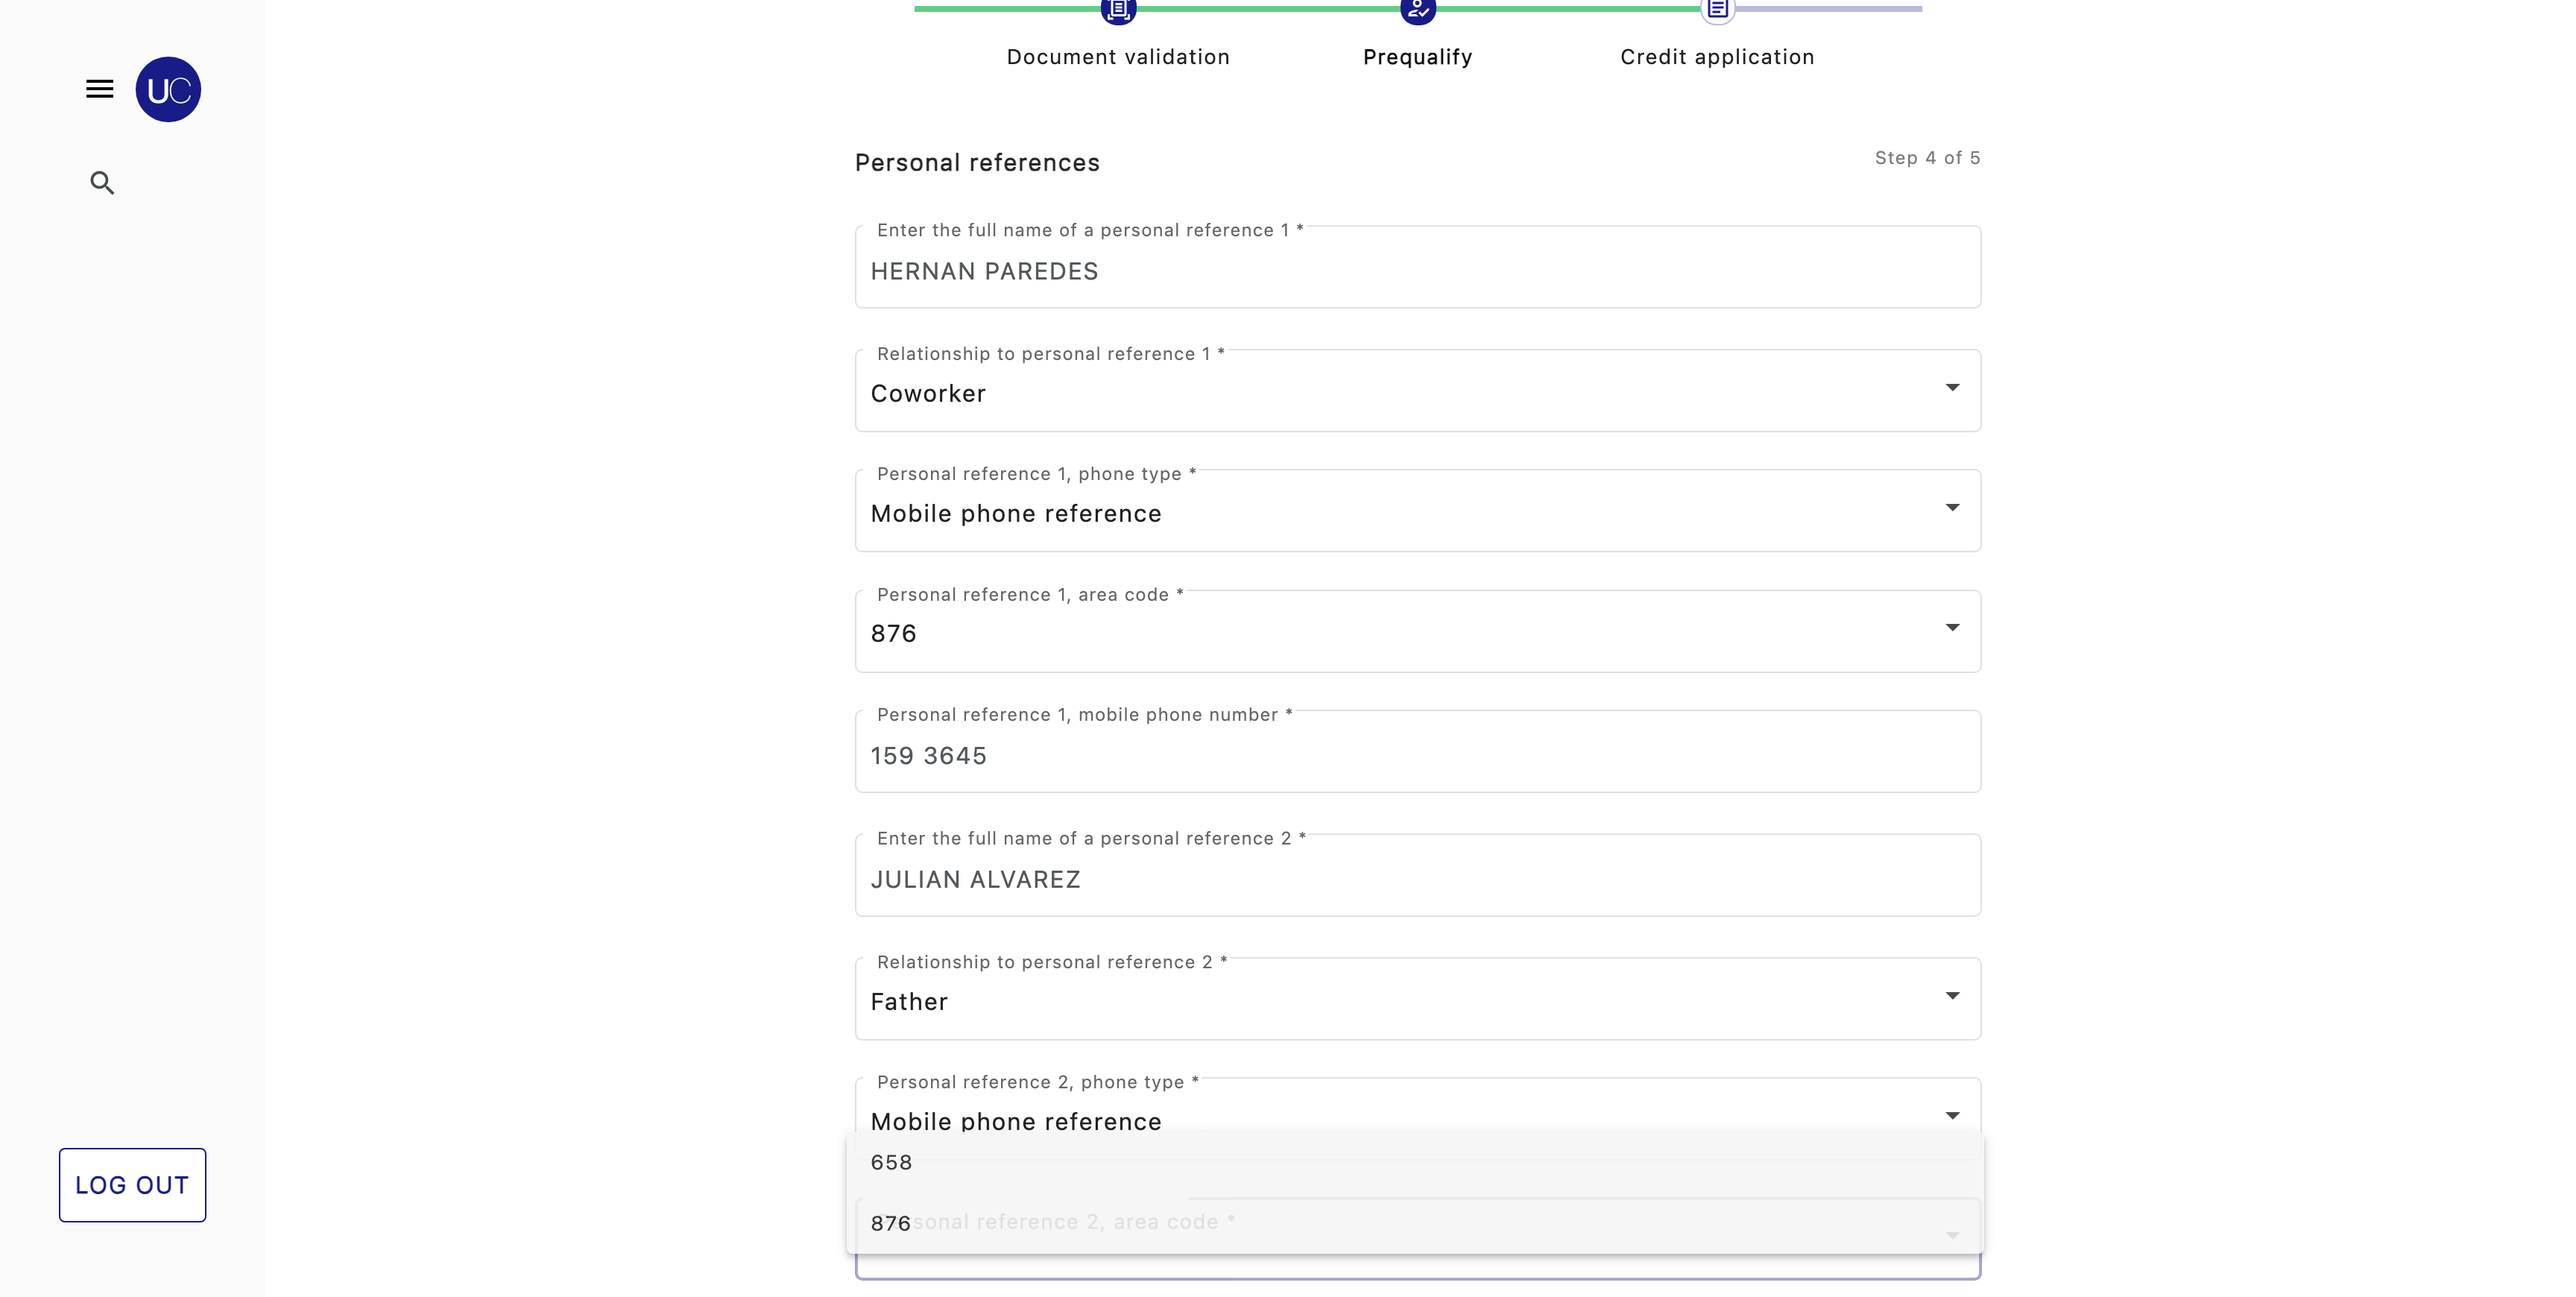 Document validation
Prequalify
Credit application
UC
Personal references
Step 4 of 5
Enter the full name of a personal reference 1 *
HERNAN PAREDES
Relationship to personal reference 1 *
Coworker
Personal reference 1, phone type *
Mobile phone reference
Personal reference 1, area code *
876
Personal reference 1, mobile phone number *
159 3645
Enter the full name of a personal reference 2 *
JULIAN ALVAREZ
Relationship to personal reference 2 *
Father
Personal reference 2, phone type *
Mobile phone reference
658
Personal reference 2, area code *
876
LOG OUT